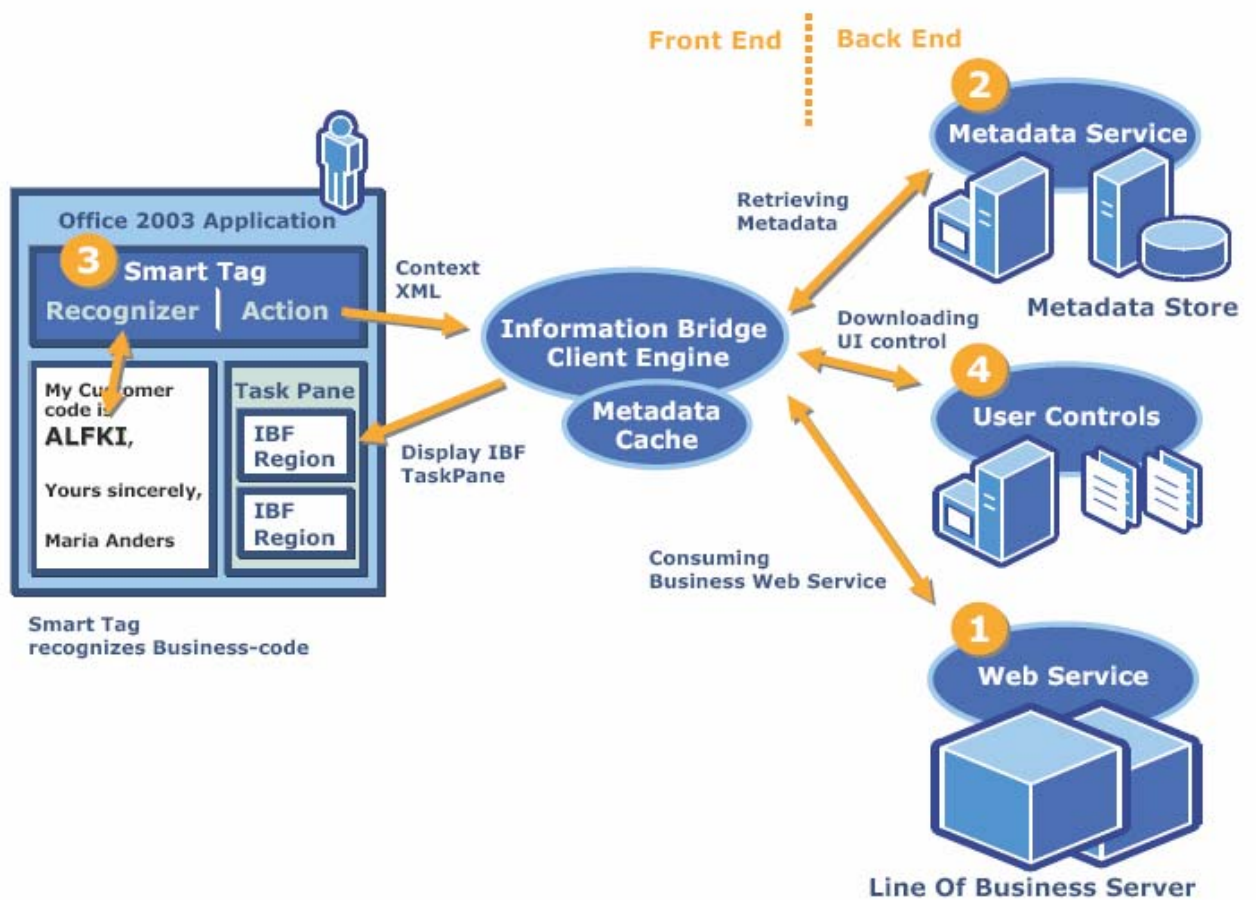 Front End
Back End
2
Metadata Service
Metadata Store
Retrieving
Metadata
Office 2003 Application
3
Smart Tag
Recognizer | Action
Context
XML
My Customer
code is
ALFKI,
Yours sincerely,
Maria Anders
Task Pane
IBF
Region
IBF
Region
Information Bridge
Client Engine
Metadata
Cache
Display IBF
TaskPane
Downloading
UI control
4
User Controls
Consuming
Business Web Service
Smart Tag
recognizes Business-code
1
Web Service
Line Of Business Server